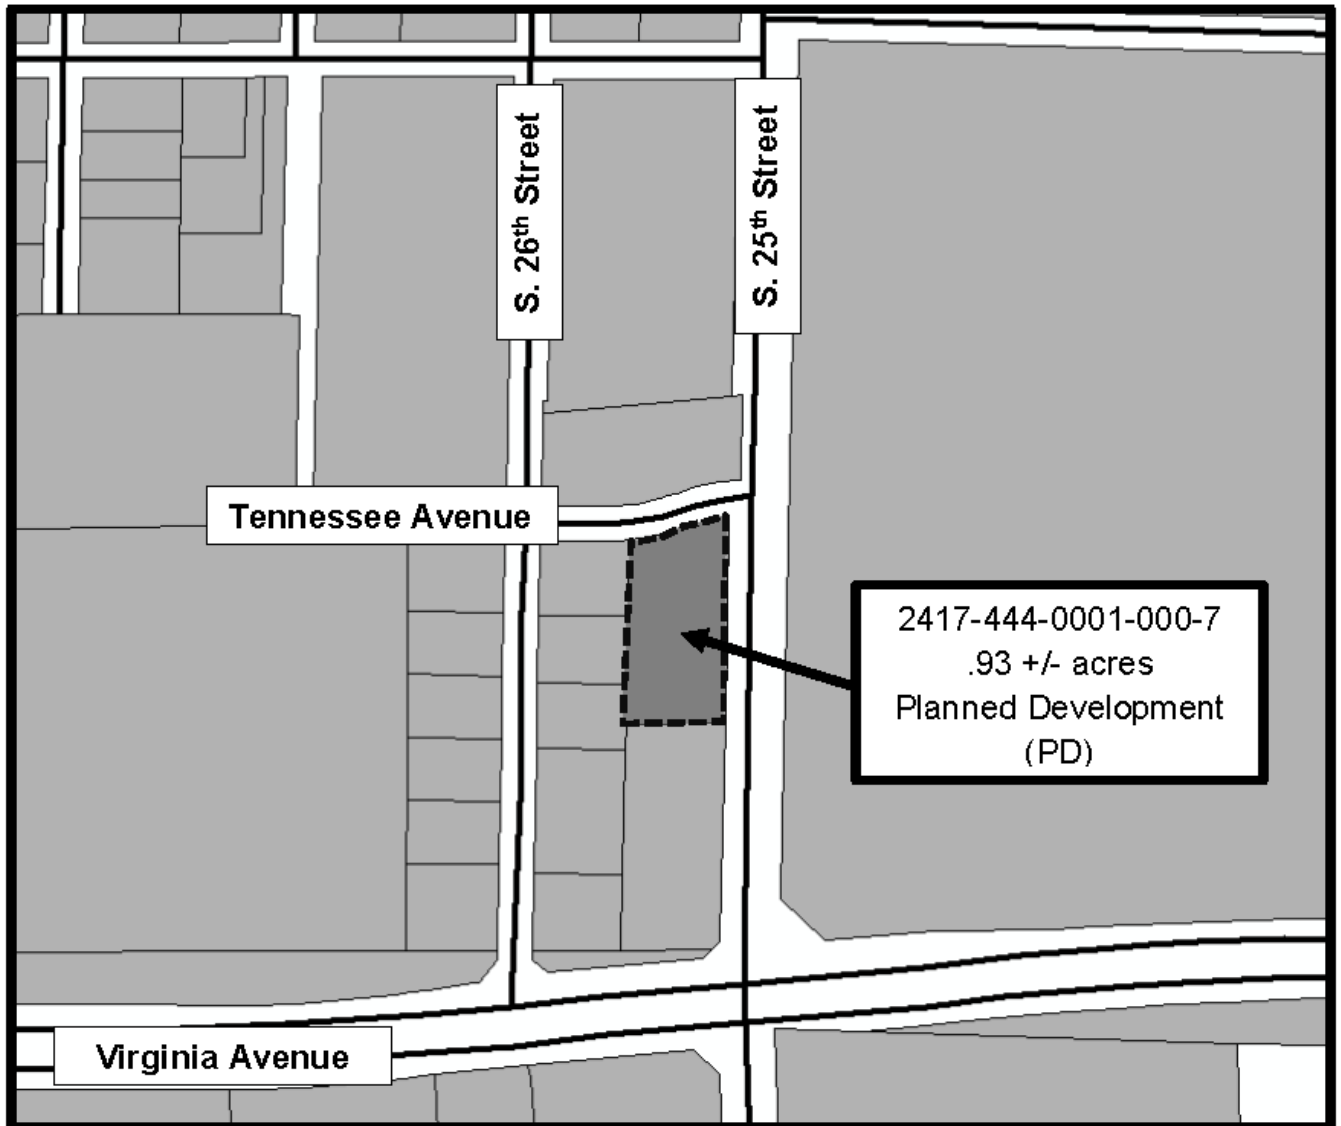 S. 26th Street
S. 25th Street
Tennessee Avenue
2417-444-0001-000-7
.93 +/- acres
Planned Development
(PD)
Virginia Avenue